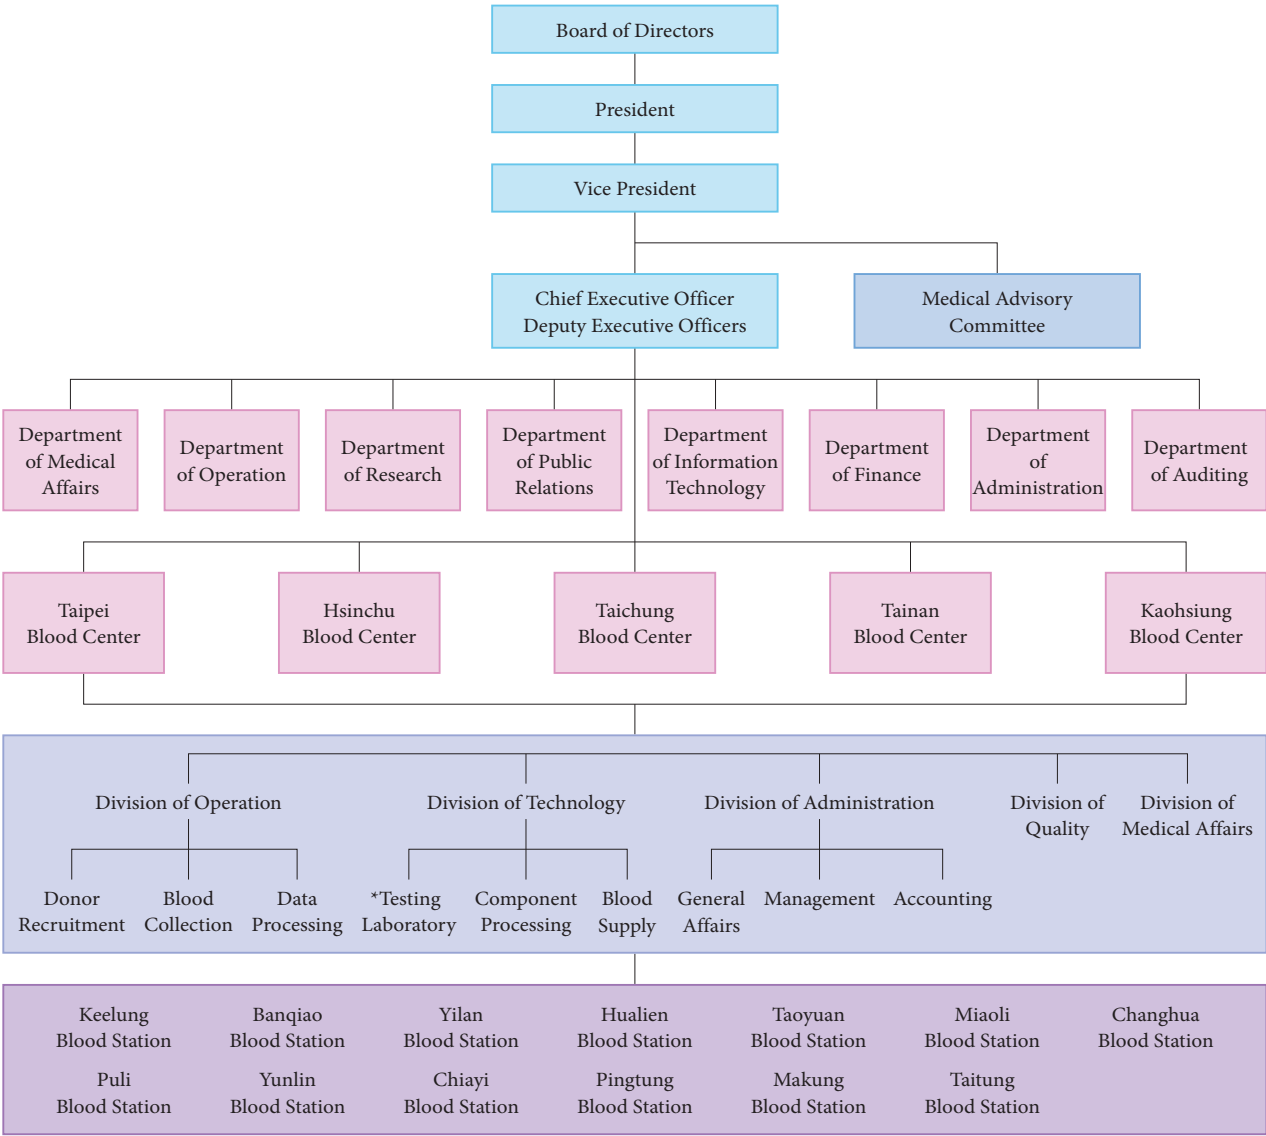 Board of Directors
President
Vice President
Chief Executive Officer
Deputy Executive Officers
Medical Advisory
Committee
Department
of Medical
Affairs
Department
of Operation
Department
of Research
Department
of Public
Relations
Department
of Information
Technology
Department
of Finance
Department
of
Administration
Department
of Auditing
Taipei
Blood Center
Hsinchu
Blood Center
Taichung
Blood Center
Tainan
Blood Center
Kaohsiung
Blood Center
Division of Operation
Division of Technology
Division of Administration
Division of
Quality
Division of
Medical Affairs
Donor
Recruitment
Blood
Collection
Data
Processing
*Testing
Laboratory
Component
Processing
Blood
Supply
General
Affairs
Management
Accounting
Keelung
Blood Station
Banqiao
Blood Station
Yilan
Blood Station
Hualien
Blood Station
Taoyuan
Blood Station
Miaoli
Blood Station
Changhua
Blood Station
Puli
Blood Station
Yunlin
Blood Station
Chiayi
Blood Station
Pingtung
Blood Station
Makung
Blood Station
Taitung
Blood Station